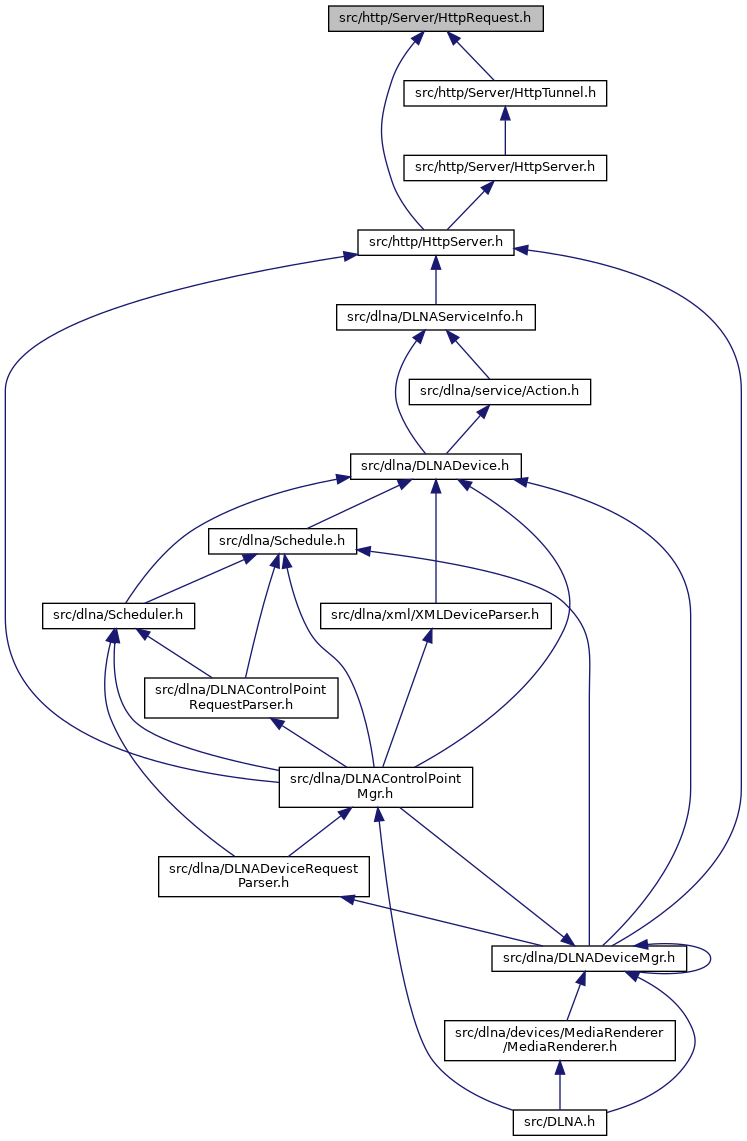 src/http/Server/HttpRequest.h
src/http/Server/HttpTunnel.h
src/http/Server/HttpServer.h
src/http/HttpServer.h
src/dlna/DLNAServiceInfo.h
src/dlna/service/Action.h
src/dlna/DLNADevice.h
src/dlna/Schedule.h
src/dlna/Scheduler.h
src/dlna/xml/XMLDeviceParser.h
src/dlna/DLNAControlPoint
RequestParser.h
src/dlna/DLNAControlPoint
Mgr.h
src/dlna/DLNADeviceRequest
Parser.h
src/dlna/DLNADeviceMgr.h
src/dlna/devices/MediaRenderer
/MediaRenderer.h
src/DLNA.h